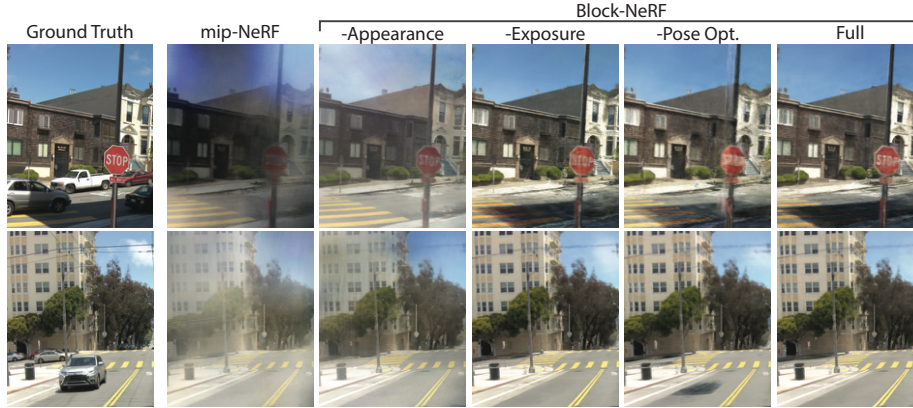 Block-NeRF
Ground Truth
mip-NeRF
-Appearance
-Exposure
-Pose Opt.
Full
STOP
STOP
STOP
STOP
STOP
STOP